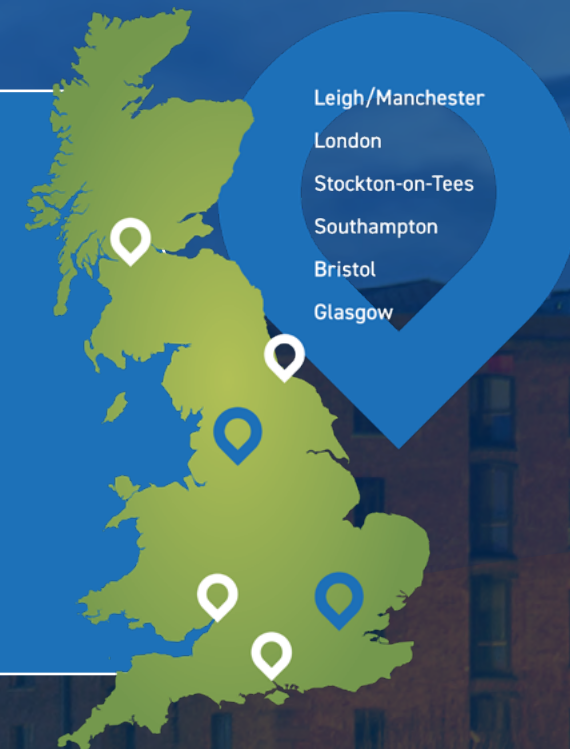 Leigh/Manchester
London
Stockton-on-Tees
Southampton
Bristol
Glasgow